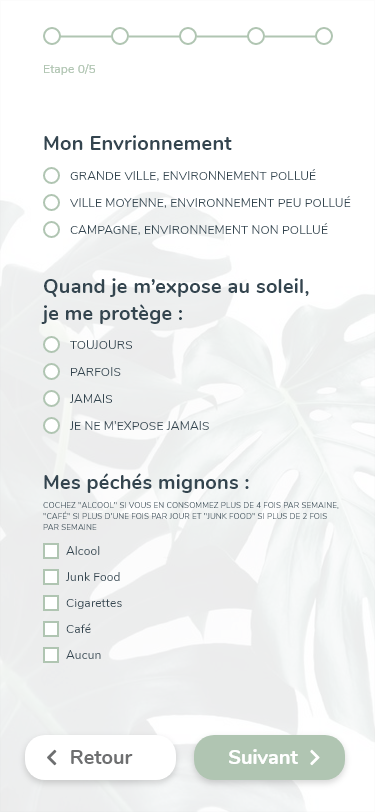 Etape 0/5
Mon Envrionnement
GRANDE VILLE, ENVIRONNEMENT POLLUÉ
VILLE MOYENNE, ENVIRONNEMENT PEU POLLUÉ
CAMPAGNE, ENVIRONNEMENT NON POLLUÉ
Quand je m'expose au soleil,
je me protège :
TOUJOURS
PARFOIS
JAMAIS
JE NE M'EXPOSE JAMAIS
Mes péchés mignons :
COCHEZ "ALCOOL" SI VOUS EN CONSOMMEZ PLUS DE 4 FOIS PAR SEMAINE,
"CAFÉ" SI PLUS D'UNE FOIS PAR JOUR ET "JUNK FOOD" SI PLUS DE 2 FOIS
PAR SEMAINE
Alcool
Junk Food
Cigarettes
Café
Aucun
Retour
Suivant